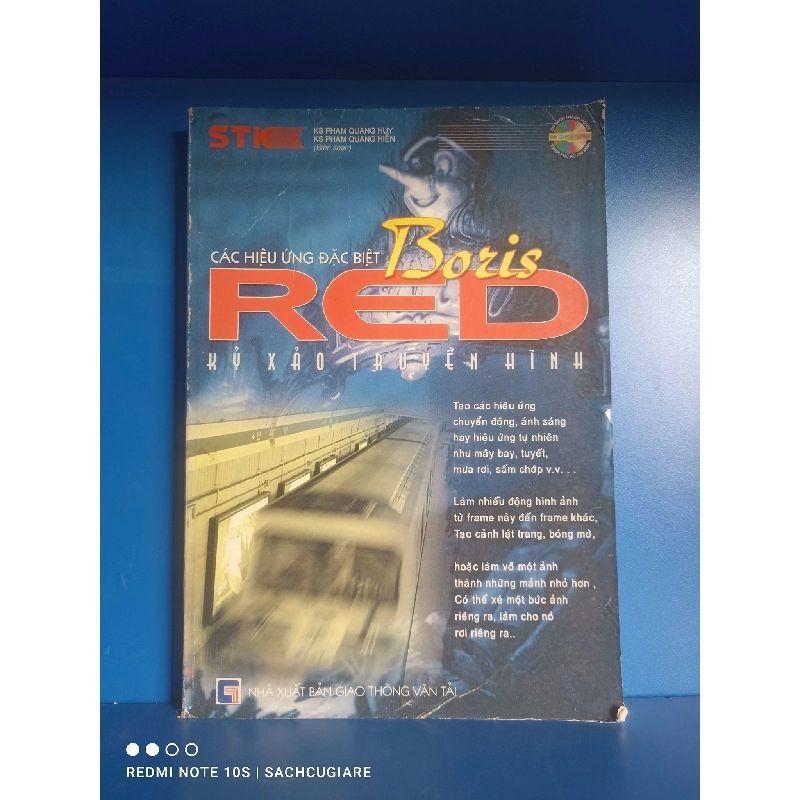 STK
KS PHẠM QUANG HUY
KS PHẠM QUANG HIỂN
(Biên soạn)
CÁC HIỆU ỨNG ĐẶC BIỆT
Boris
RED
KỶ XẢO TRUYỀN HÌNH
Tạo các hiệu ứng
chuyển động, ánh sáng
hay hiệu ứng tự nhiên
như mây bay, tuyết,
mưa rơi, sấm chớp v.v. . . .
Làm nhiễu động hình ảnh
từ frame này đến frame khác,
Tạo cảnh lật trang, bóng mờ,
hoặc làm vỡ một ảnh
thành những mảnh nhỏ hơn ,
Có thể xé một bức ảnh
riêng ra, làm cho nó
rơi riêng ra..
NHÀ XUẤT BẢN GIAO THÔNG VẬN TẢI
REDMI NOTE 10S | SACHCUGIARE